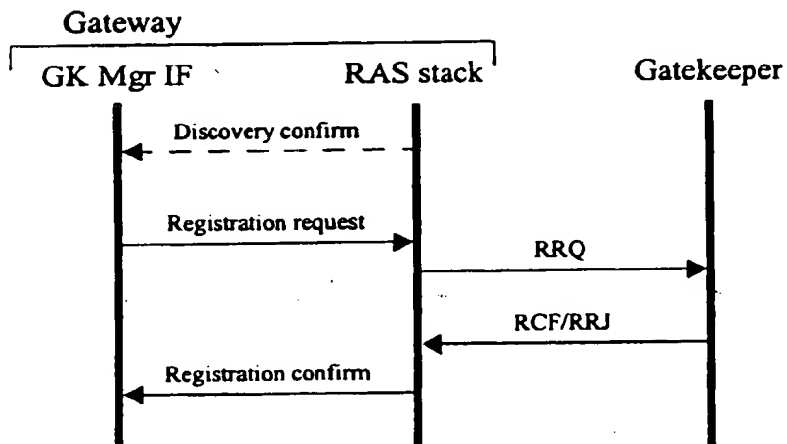 Gateway
GK Mgr IF
RAS stack
Gatekeeper
Discovery confirm
Registration request
RRQ
RCF/RRJ
Registration confirm